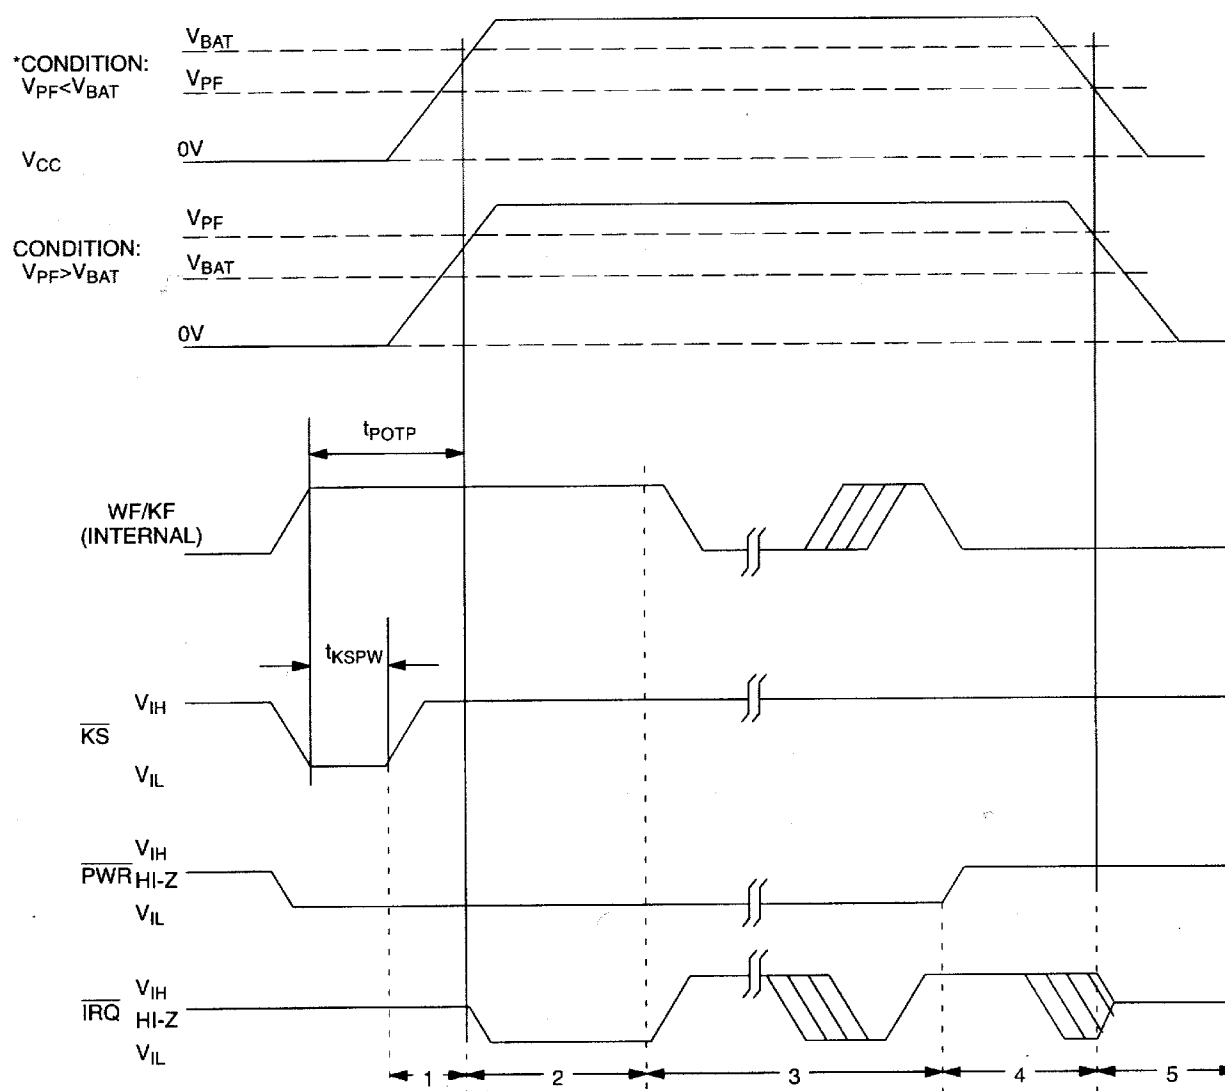 VBAT
*CONDITION:
VPF<VBAT
VPF
VCC
0V
VPF
CONDITION:
VPF>VBAT
VBAT
0V
tPOTP
WF/KF
(INTERNAL)
tKSPW
VIH
KS
VIL
VIH
PWR HI-Z
VIL
VIH
IRQ HI-Z
VIL
1 2 3 4 5